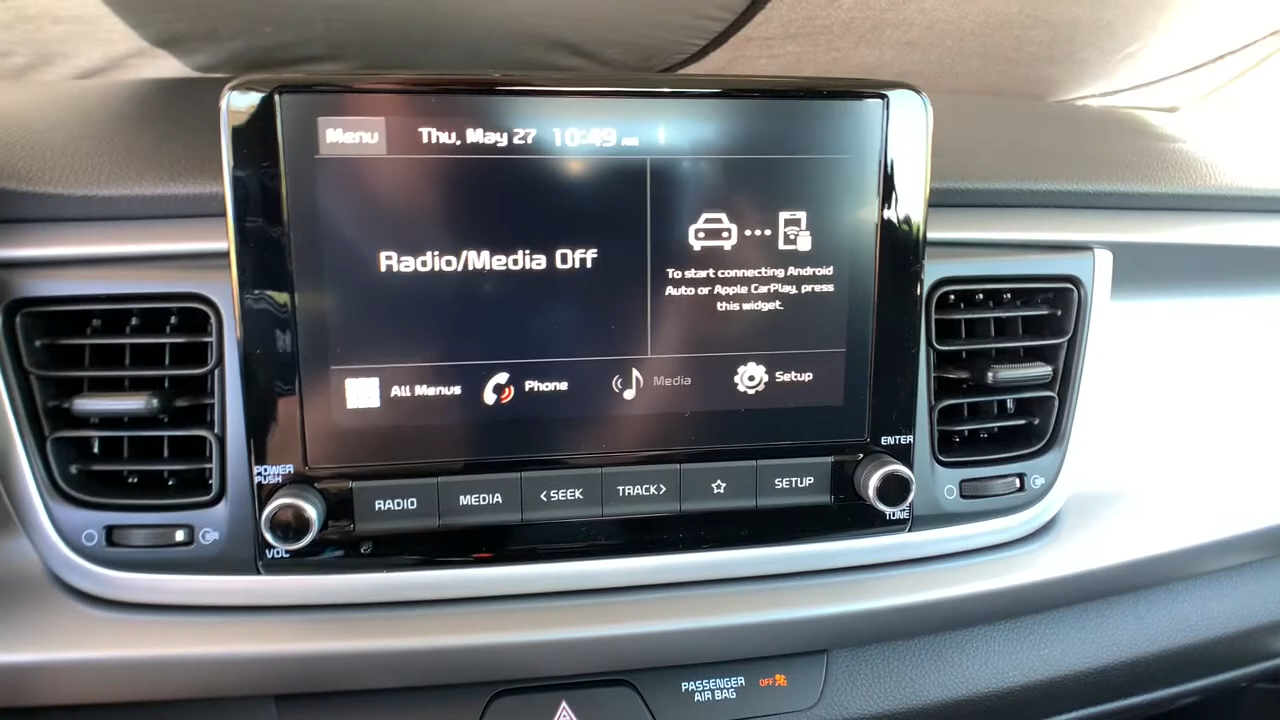 Menu Thu, May 27 10:49 AM
Radio/Media Off
To start connecting Android
Auto or Apple CarPlay, press
this widget.
All Menus Phone Media Setup
POWER
PUSH
VOL
RADIO MEDIA <SEEK TRACK> SETUP
ENTER
TUNE
PASSENGER
AIR BAG
OFF